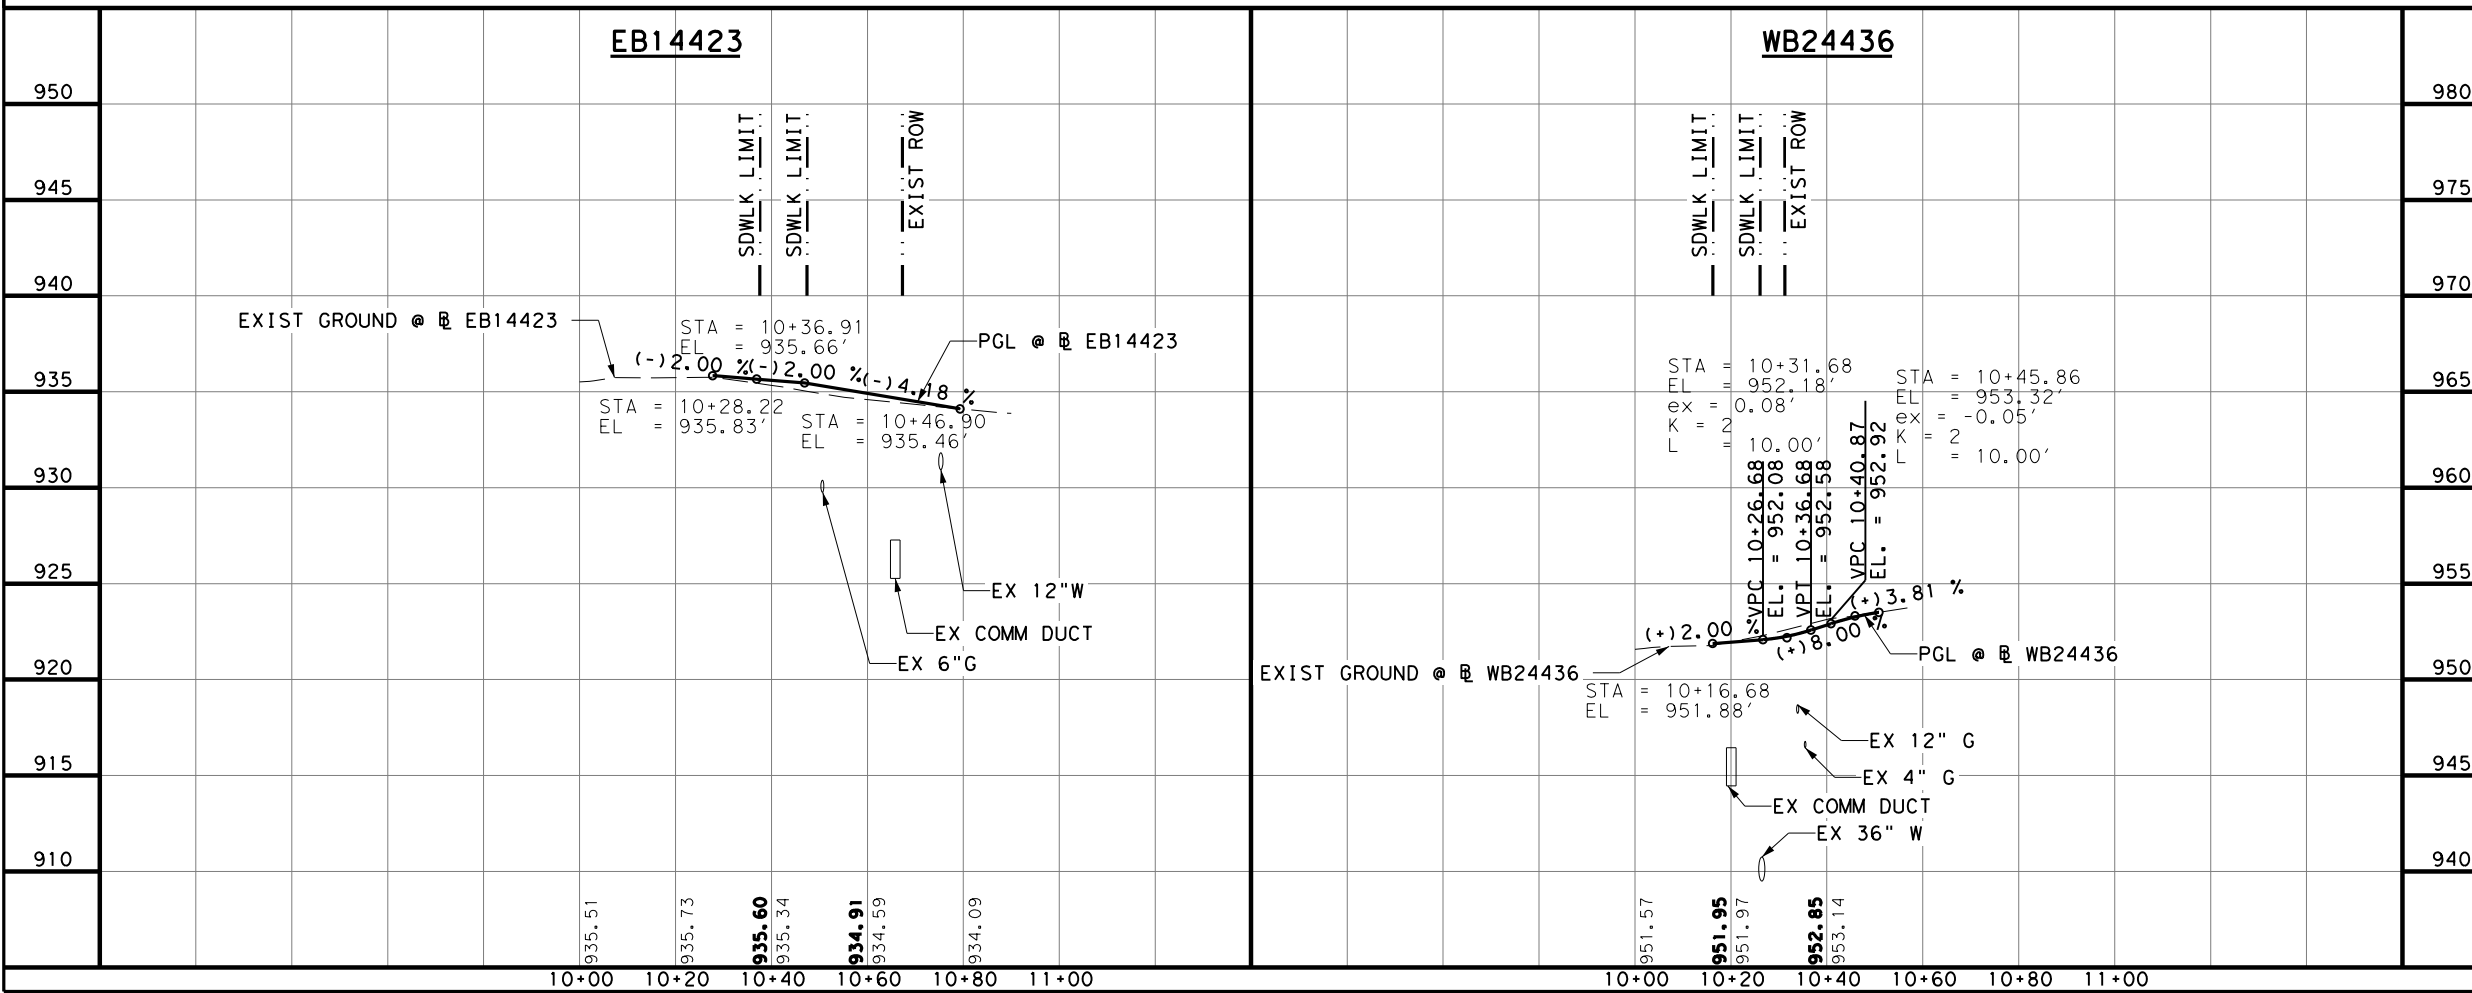 EB14423
950
945
940
935
930
925
920
915
910
SDWLK LIMIT
SDWLK LIMIT
EXIST ROW
EXIST GROUND @ ℄ EB14423
STA = 10+36.91
EL = 935.66'
PGL @ ℄ EB14423
(-)2.00 %
(-)2.00 %
(-)4.18 %
STA = 10+28.22
EL = 935.83'
STA = 10+46.90
EL = 935.46'
EX 12"W
EX COMM DUCT
EX 6"G
935.51
935.73
935.60
935.34
934.91
934.59
934.09
10+00 10+20 10+40 10+60 10+80 11+00
WB24436
980
975
970
965
960
955
950
945
940
SDWLK LIMIT
SDWLK LIMIT
EXIST ROW
STA = 10+31.68
EL = 952.18'
ex = 0.08'
K = 2
L = 10.00'
STA = 10+45.86
EL = 953.32'
ex = -0.05'
K = 2
L = 10.00'
VPC 10+26.68
EL. = 952.08
VPT 10+36.68
EL. = 952.58
VPC 10+40.87
EL. = 952.92
(+)2.00 %
(+)8.00 %
(+)3.81 %
EXIST GROUND @ ℄ WB24436
PGL @ ℄ WB24436
STA = 10+16.68
EL = 951.88'
EX 12" G
EX 4" G
EX COMM DUCT
EX 36" W
951.57
951.95
951.97
952.85
953.14
10+00 10+20 10+40 10+60 10+80 11+00